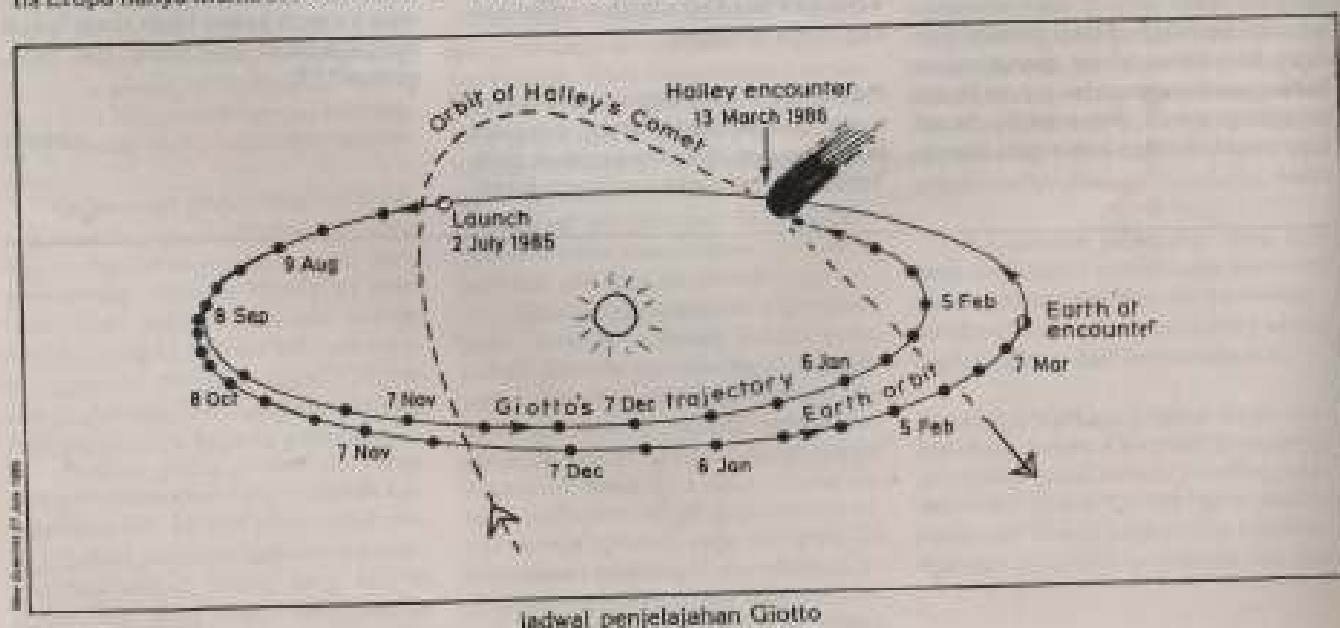 Orbit of Halley's Comet
Halley encounter
13 March 1986
Launch
2 July 1985
9 Aug
8 Sep
8 Oct
7 Nov
7 Nov
Giotto's 7 Dec trajectory
6 Jan
5 Feb
Earth at
encounter
7 Mar
Earth orbit
5 Feb
6 Jan
7 Dec
jadwal penjelajahan Giotto